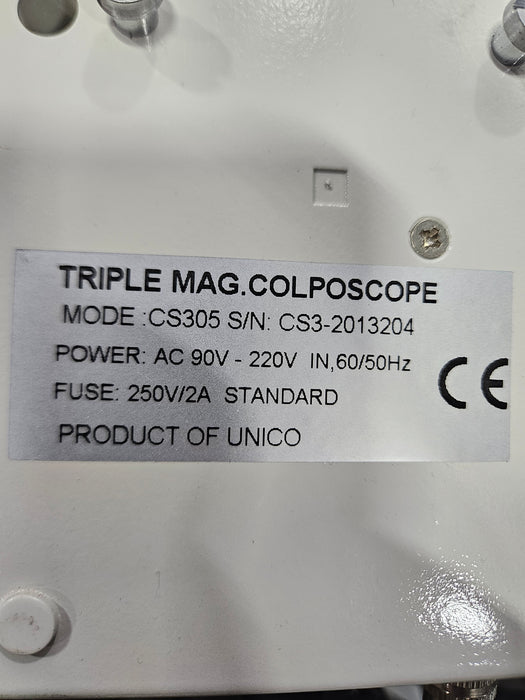 TRIPLE MAG.COLPOSCOPE
MODE :CS305 S/N: CS3-2013204
POWER: AC 90V - 220V IN,60/50Hz
FUSE: 250V/2A STANDARD
CE
PRODUCT OF UNICO